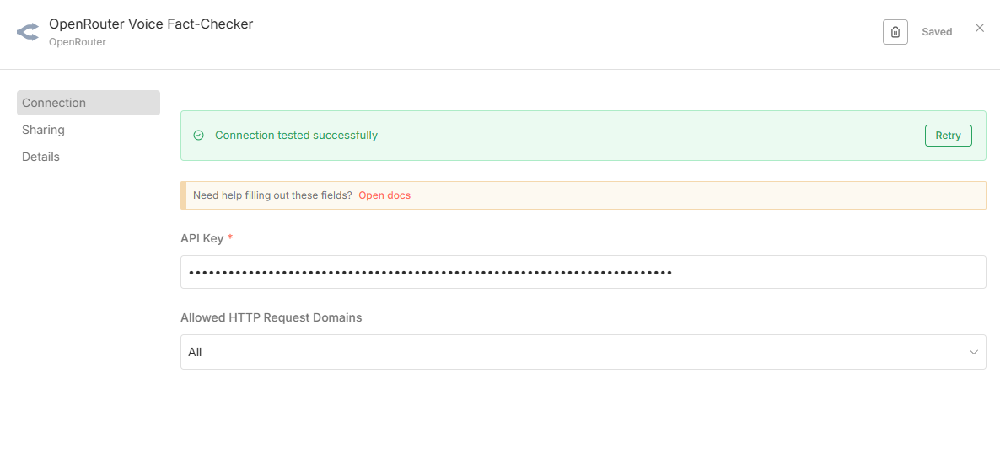 OpenRouter Voice Fact-Checker
OpenRouter
Saved
Connection
Sharing
Details
Connection tested successfully
Retry
Need help filling out these fields? Open docs
API Key *
••••••••••••••••••••••••••••••••••••••••••••••••••••••••••••••••••••••••••
Allowed HTTP Request Domains
All